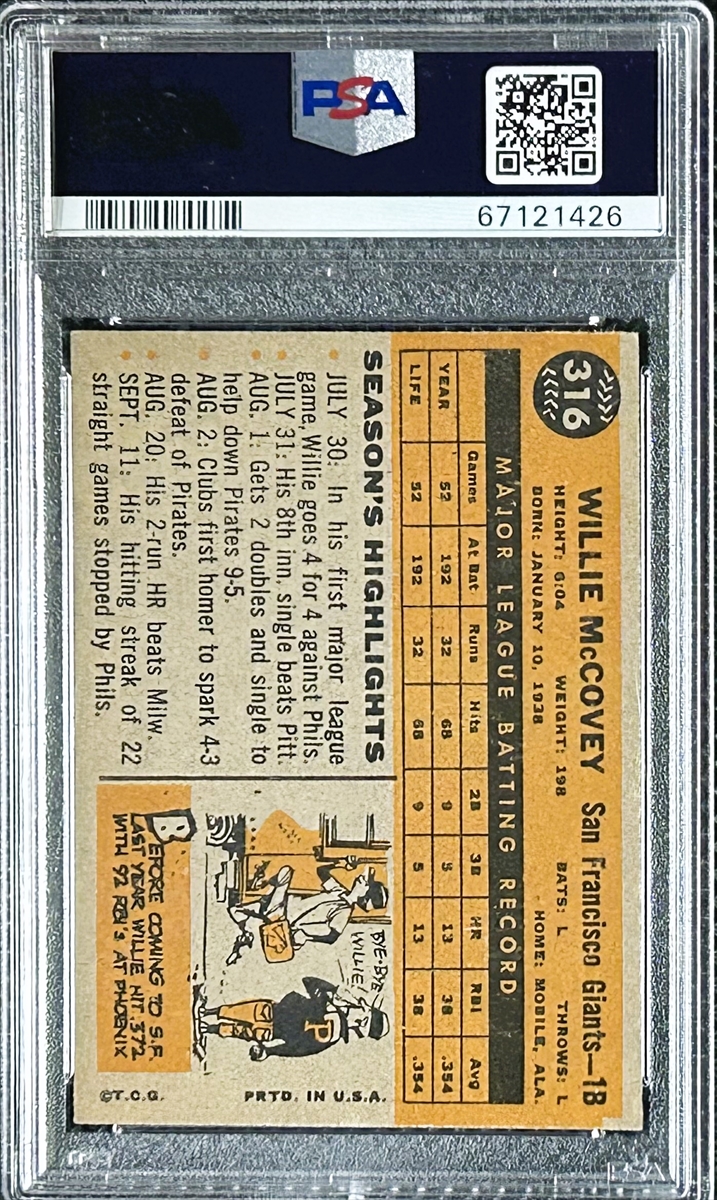 PSA
67121426
316
WILLIE McCOVEY San Francisco Giants—1B
HEIGHT: 6:04 WEIGHT: 198 BATS: L THROWS: L
BORN: JANUARY 10, 1938 HOME: MOBILE, ALA.
MAJOR LEAGUE BATTING RECORD
Games At Bat Runs Hits 2B 3B HR RBI Avg
YEAR 52 192 32 68 9 5 13 38 .354
LIFE 52 192 32 68 9 5 13 38 .354
SEASON'S HIGHLIGHTS
• JULY 30: In his first major league
game, Willie goes 4 for 4 against Phils.
• JULY 31: His 8th inn. single beats Pitt.
• AUG. 1: Gets 2 doubles and single to
help down Pirates 9-5.
• AUG. 2: Clubs first homer to spark 4-3
defeat of Pirates.
• AUG. 20: His 2-run HR beats Milw.
• SEPT. 11: His hitting streak of 22
straight games stopped by Phils.
BYE-BYE
WILLIE!
P
BEFORE COMING TO S.F.
LAST YEAR WILLIE HIT .372
WITH 92 RBI'S AT PHOENIX
©T.C.G. PRTD. IN U.S.A.
PSA